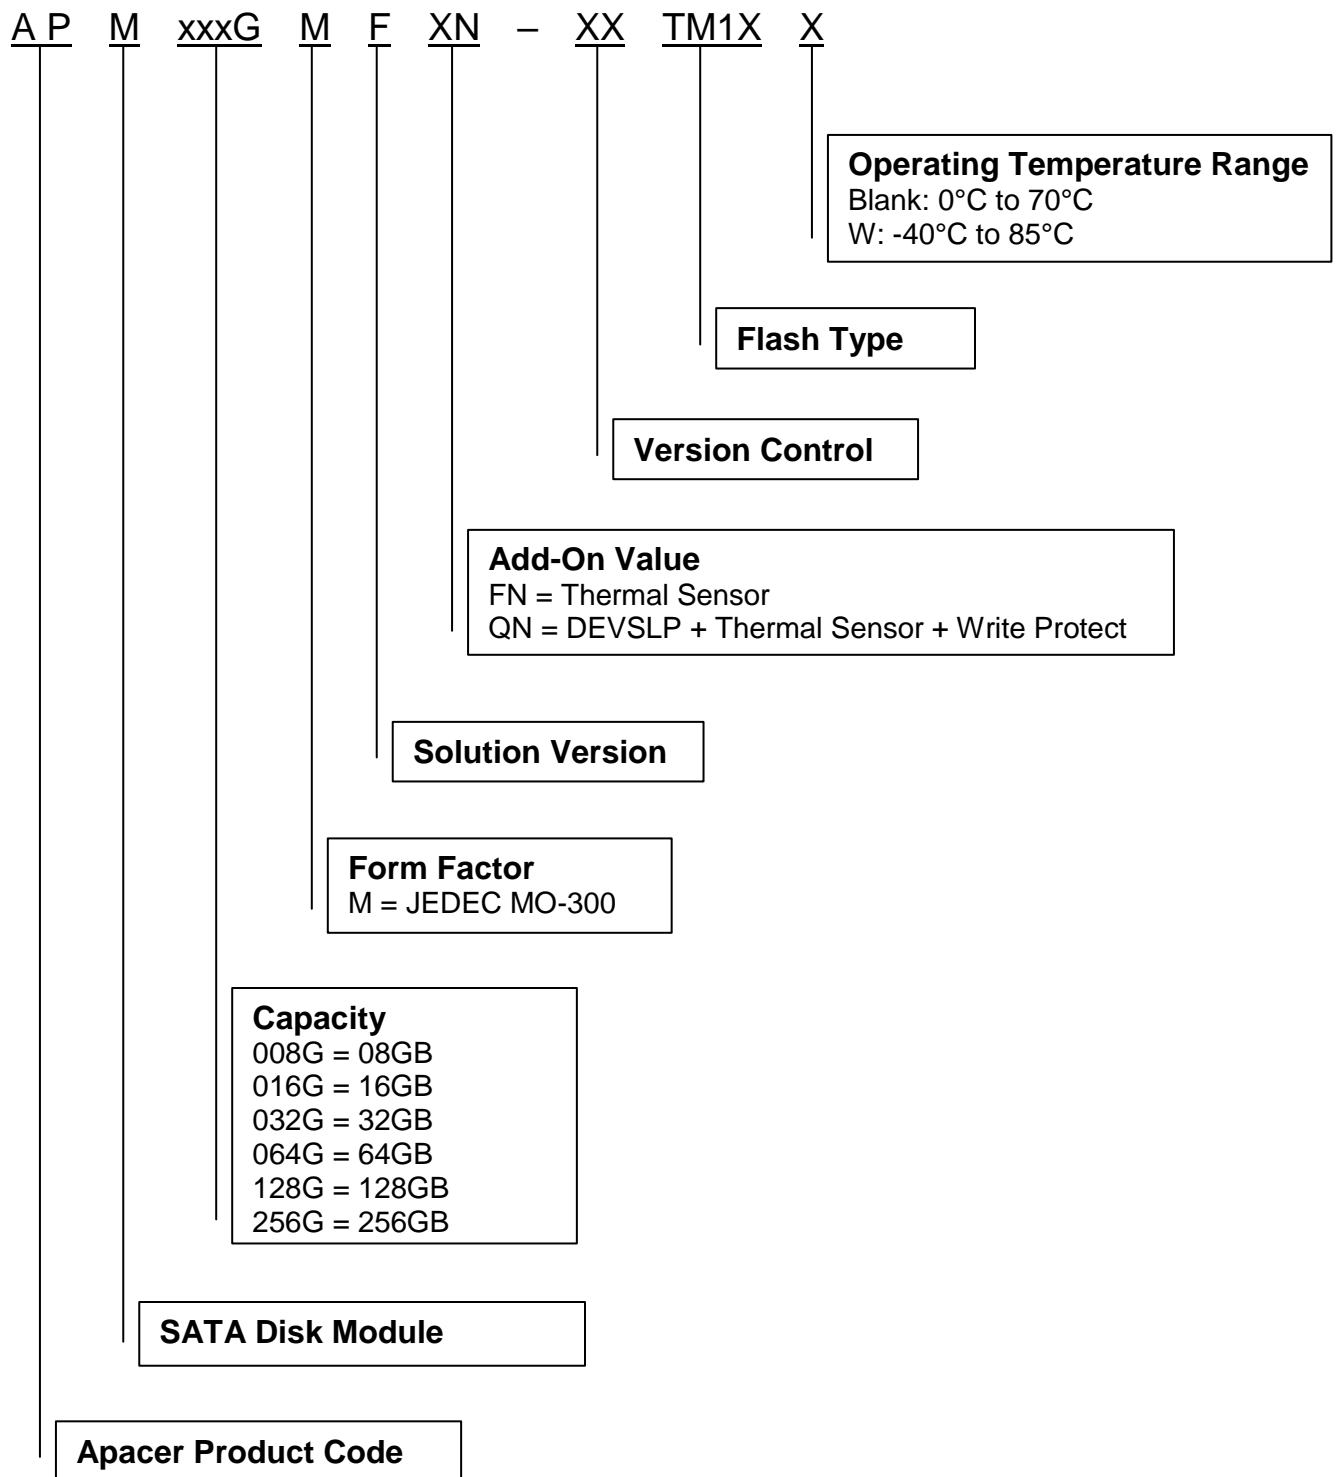 AP M xxxG M F XN – XX TM1X X
Operating Temperature Range
Blank: 0°C to 70°C
W: -40°C to 85°C
Flash Type
Version Control
Add-On Value
FN = Thermal Sensor
QN = DEVSLP + Thermal Sensor + Write Protect
Solution Version
Form Factor
M = JEDEC MO-300
Capacity
008G = 08GB
016G = 16GB
032G = 32GB
064G = 64GB
128G = 128GB
256G = 256GB
SATA Disk Module
Apacer Product Code